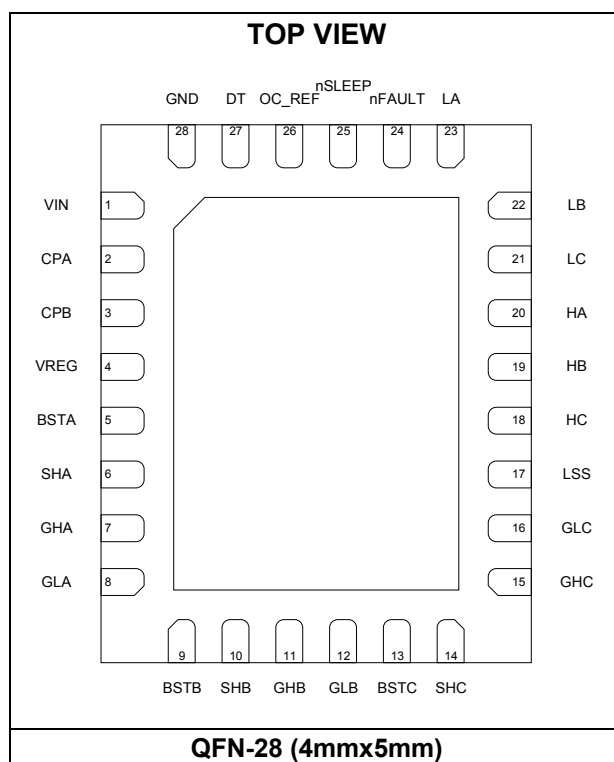 TOP VIEW
nSLEEP
GND DT OC_REF nFAULT LA
28 27 26 25 24 23
VIN 1 22 LB
CPA 2 21 LC
CPB 3 20 HA
VREG 4 19 HB
BSTA 5 18 HC
SHA 6 17 LSS
GHA 7 16 GLC
GLA 8 15 GHC
9 10 11 12 13 14
BSTB SHB GHB GLB BSTC SHC
QFN-28 (4mmx5mm)